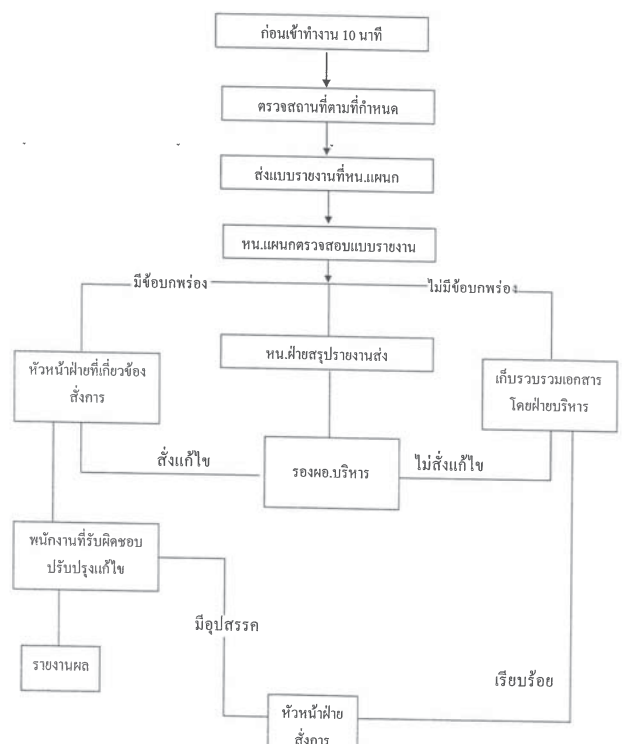 ก่อนเข้าทำงาน 10 นาที
ตรวจสถานที่ตามที่กำหนด
ส่งแบบรายงานที่หน.แผนก
หน.แผนกตรวจสอบแบบรายงาน
มีข้อบกพร่อง
ไม่มีข้อบกพร่อง
หน.ฝ่ายสรุปรายงานส่ง
หัวหน้าฝ่ายที่เกี่ยวข้อง
สั่งการ
เก็บรวบรวมเอกสาร
โดยฝ่ายบริหาร
สั่งแก้ไข
รองผอ.บริหาร
ไม่สั่งแก้ไข
พนักงานที่รับผิดชอบ
ปรับปรุงแก้ไข
มีอุปสรรค
รายงานผล
เรียบร้อย
หัวหน้าฝ่าย
สั่งการ